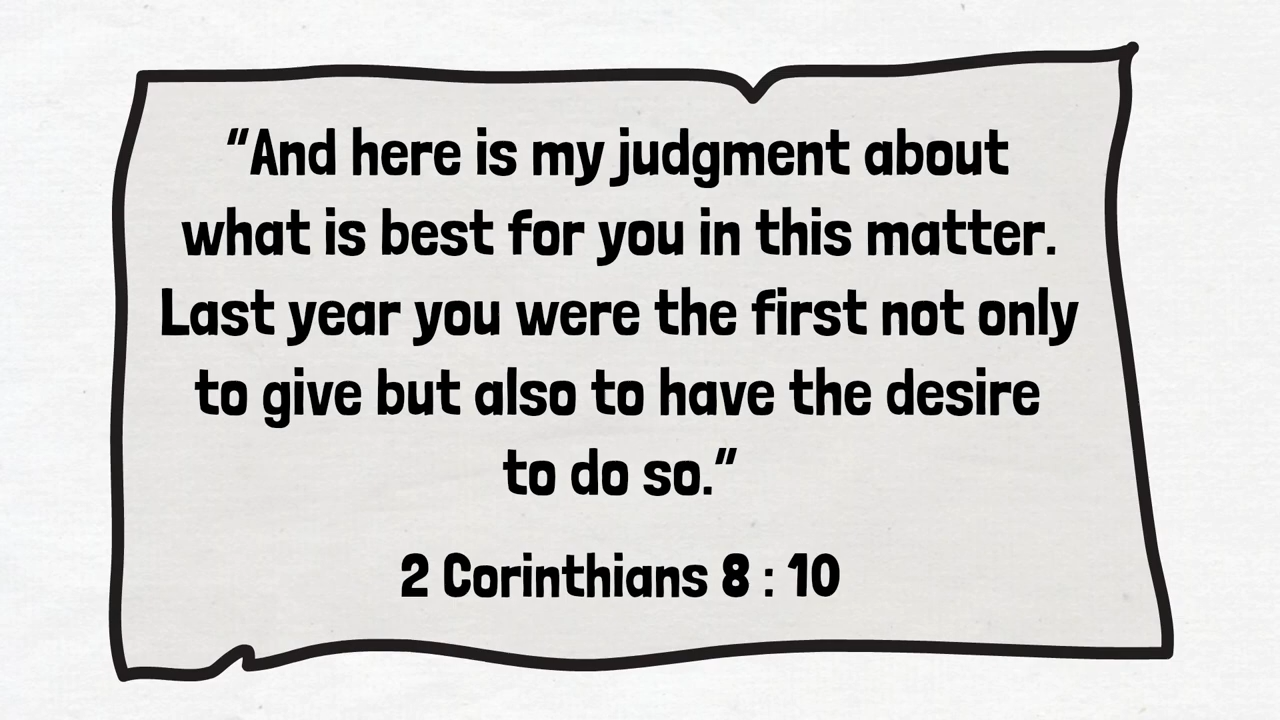 “And here is my judgment about
what is best for you in this matter.
Last year you were the first not only
to give but also to have the desire
to do so.”
2 Corinthians 8 : 10